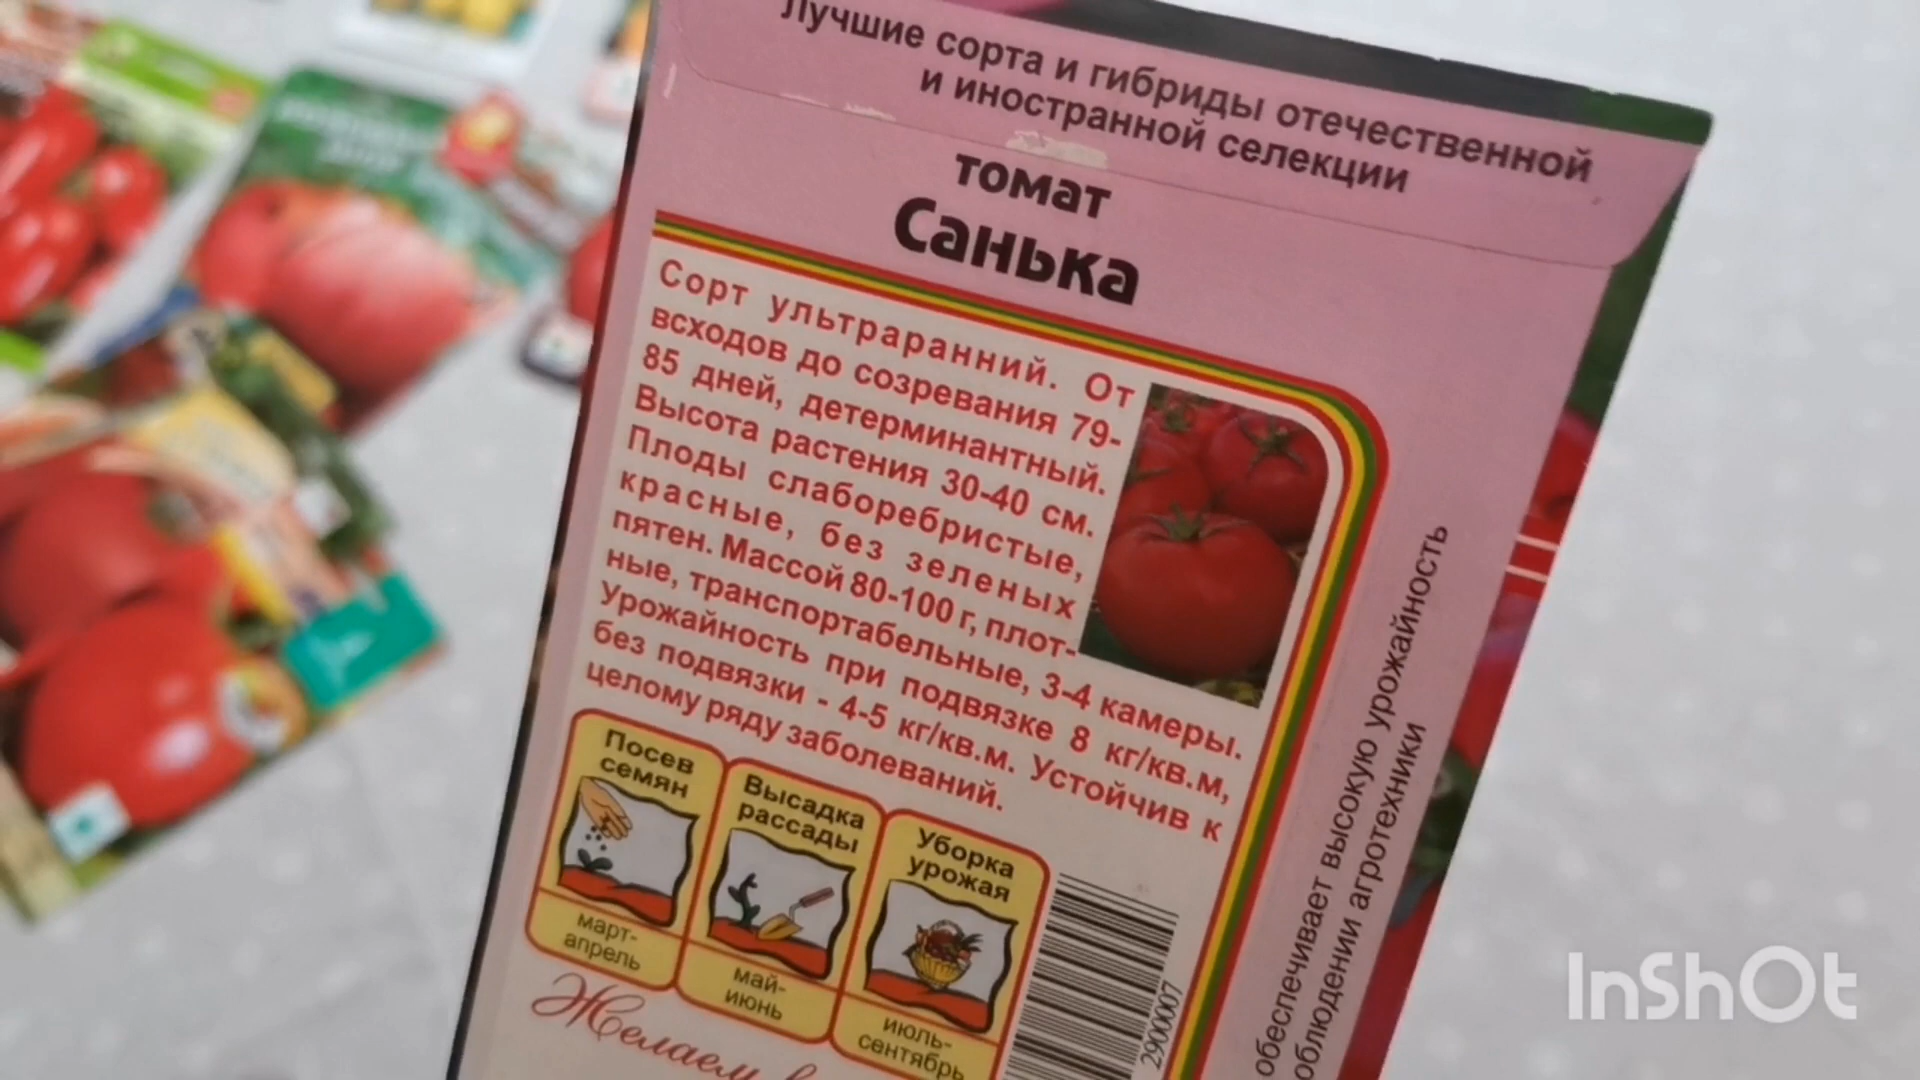 Лучшие сорта и гибриды отечественной
и иностранной селекции
томат
Санька
Сорт ультраранний. От
всходов до созревания 79-
85 дней, детерминантный.
Высота растения 30-40 см.
Плоды слаборебристые,
красные, без зеленых
пятен. Массой 80-100 г, плот-
ные, транспортабельные, 3-4 камеры.
Урожайность при подвязке 8 кг/кв.м,
без подвязки - 4-5 кг/кв.м. Устойчив к
целому ряду заболеваний.
Посев
семян
март-
апрель
Высадка
рассады
май-
июнь
Уборка
урожая
июль-
сентябрь
Желаем
2900007
обеспечивает высокую урожайность
облюдении агротехники
InShOt